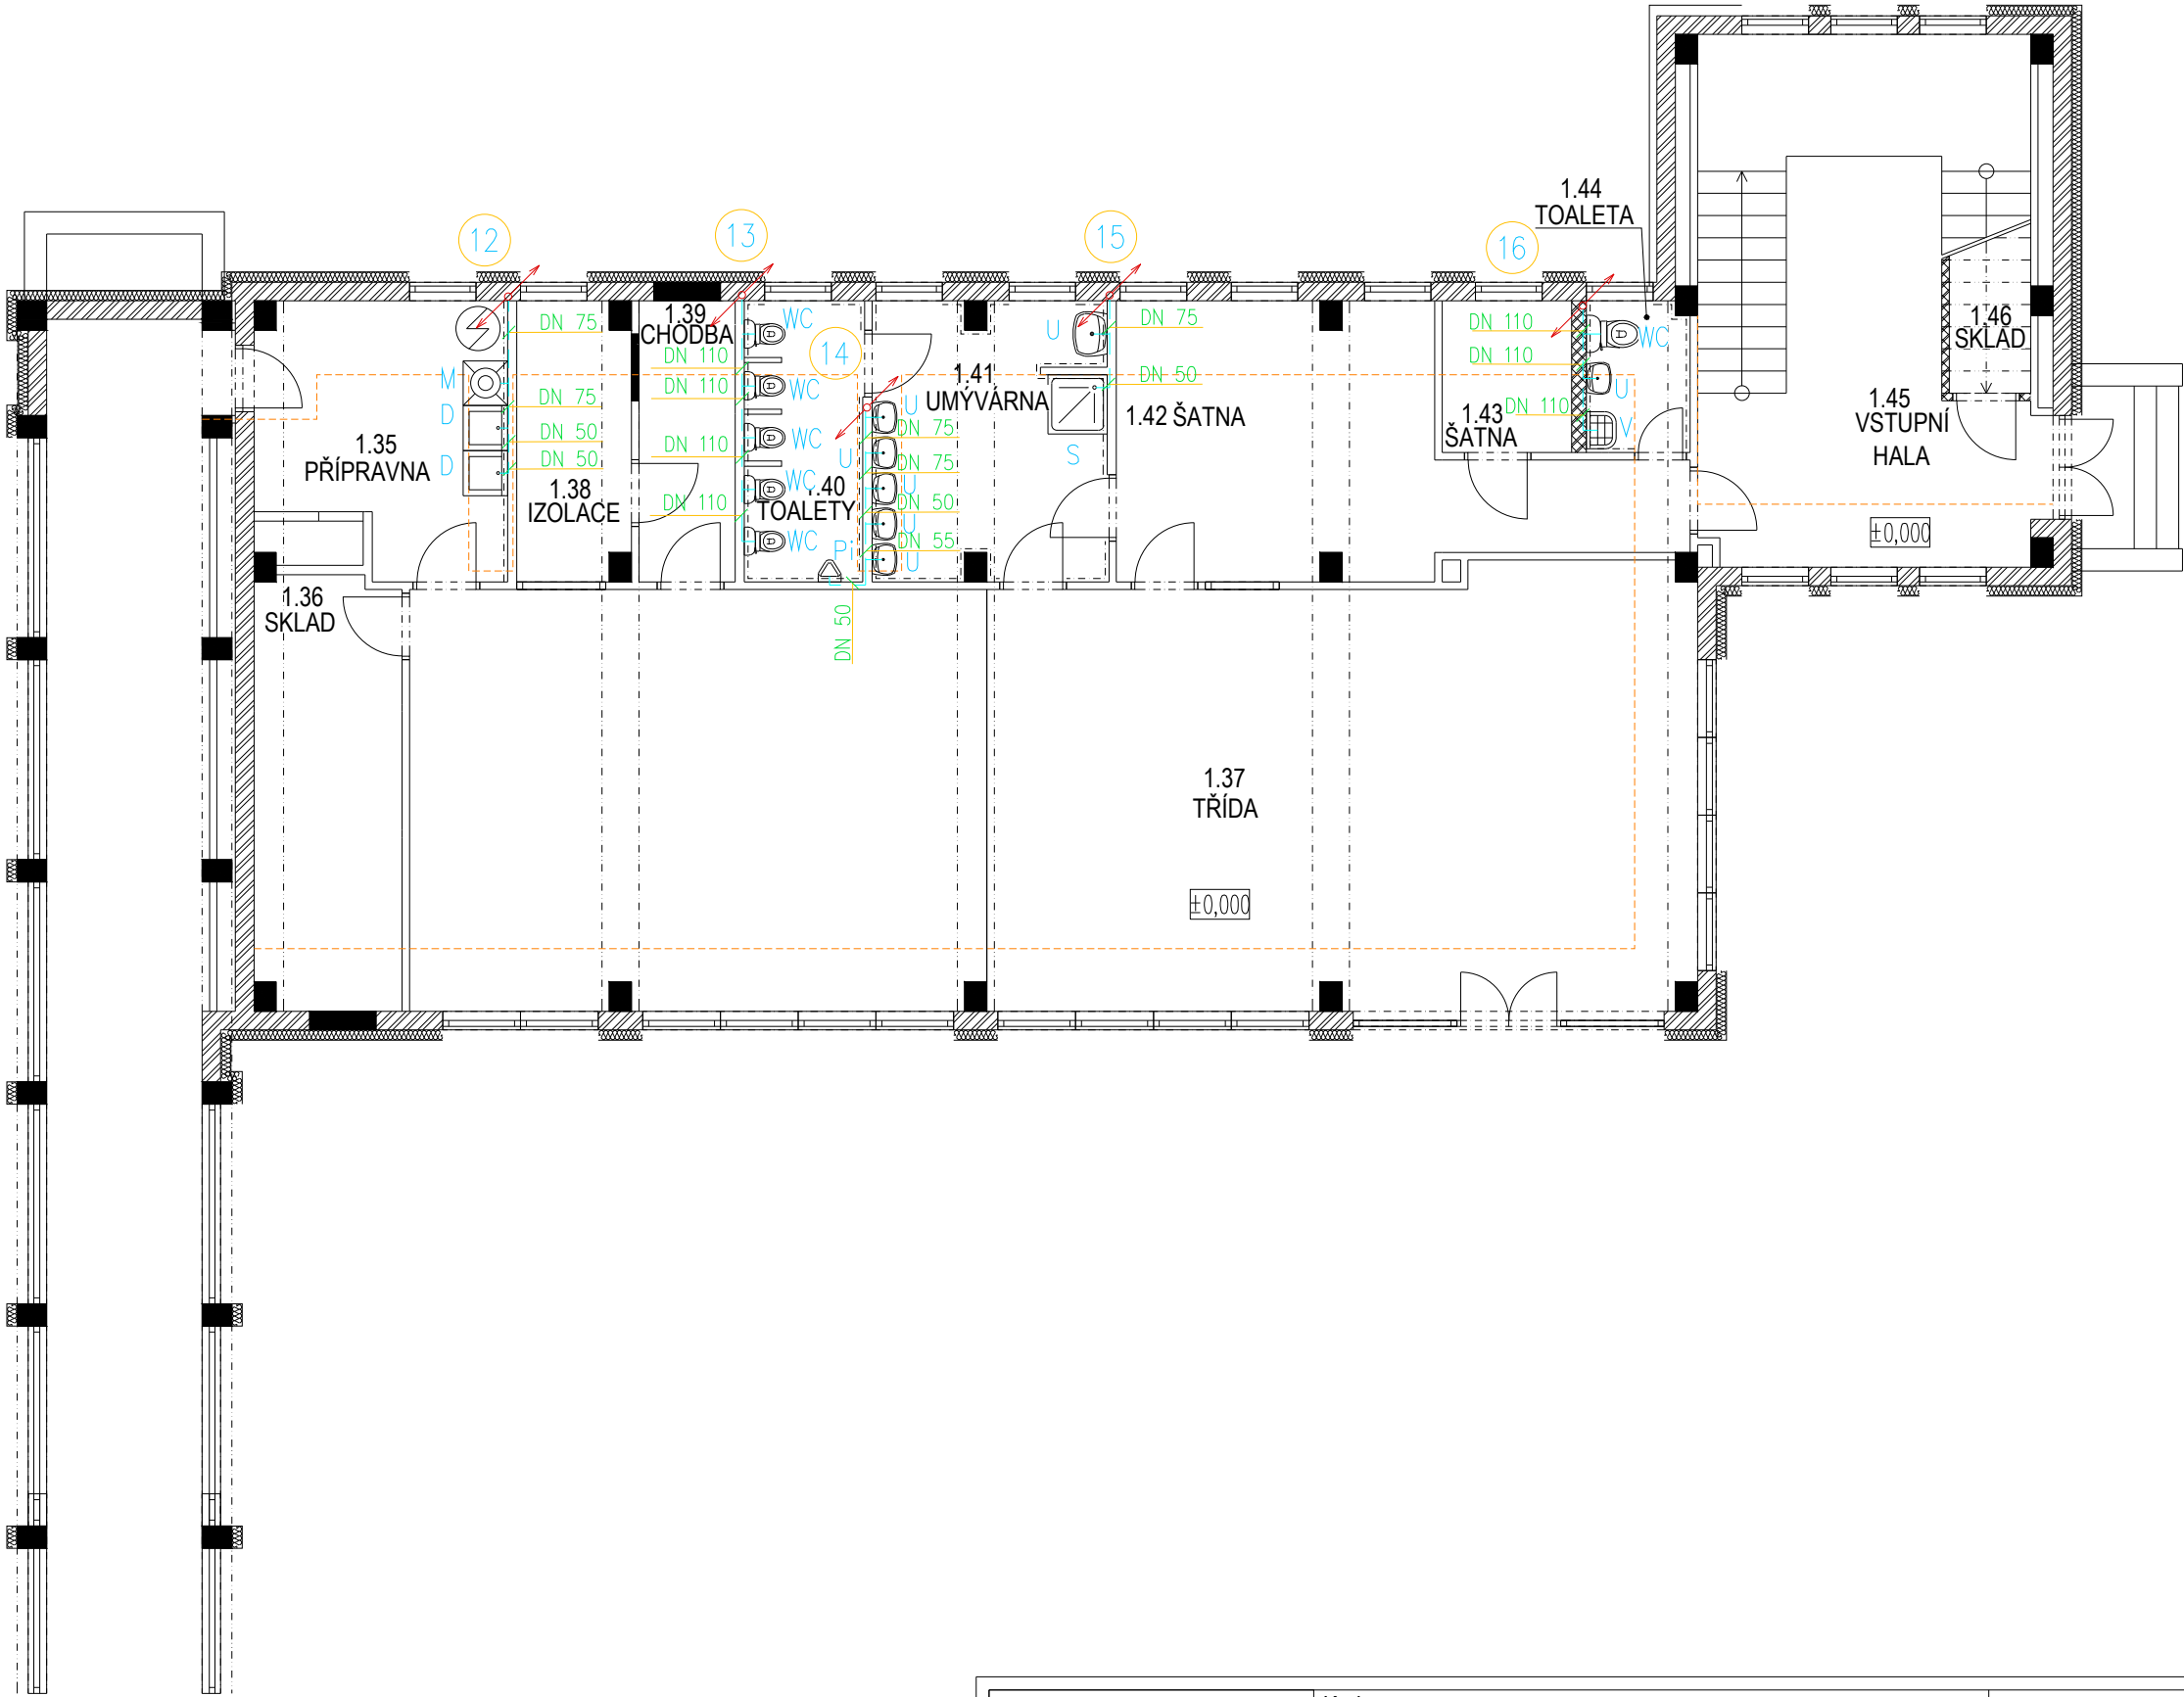 1.44
TOALETA
12
13
15
16
1.39
CHODBA
WC
DN 75
U
DN 75
DN 110
WC
1.46
SKLAD
14
DN 110
DN 110
M
DN 110
WC
1.41
UMÝVÁRNA
DN 50
U
1.45
VSTUPNÍ
HALA
D
DN 75
U
1.42 ŠATNA
DN 110
1.43
ŠATNA
V
1.35
PŘÍPRAVNA
DN 50
DN 110
WC
DN 75
D
DN 50
U
DN 75
S
1.38
IZOLACE
DN 110
WC
1.40
TOALETY
U
DN 50
U
WC
Pi
DN 55
U
±0,000
1.36
SKLAD
DN 50
1.37
TŘÍDA
±0,000